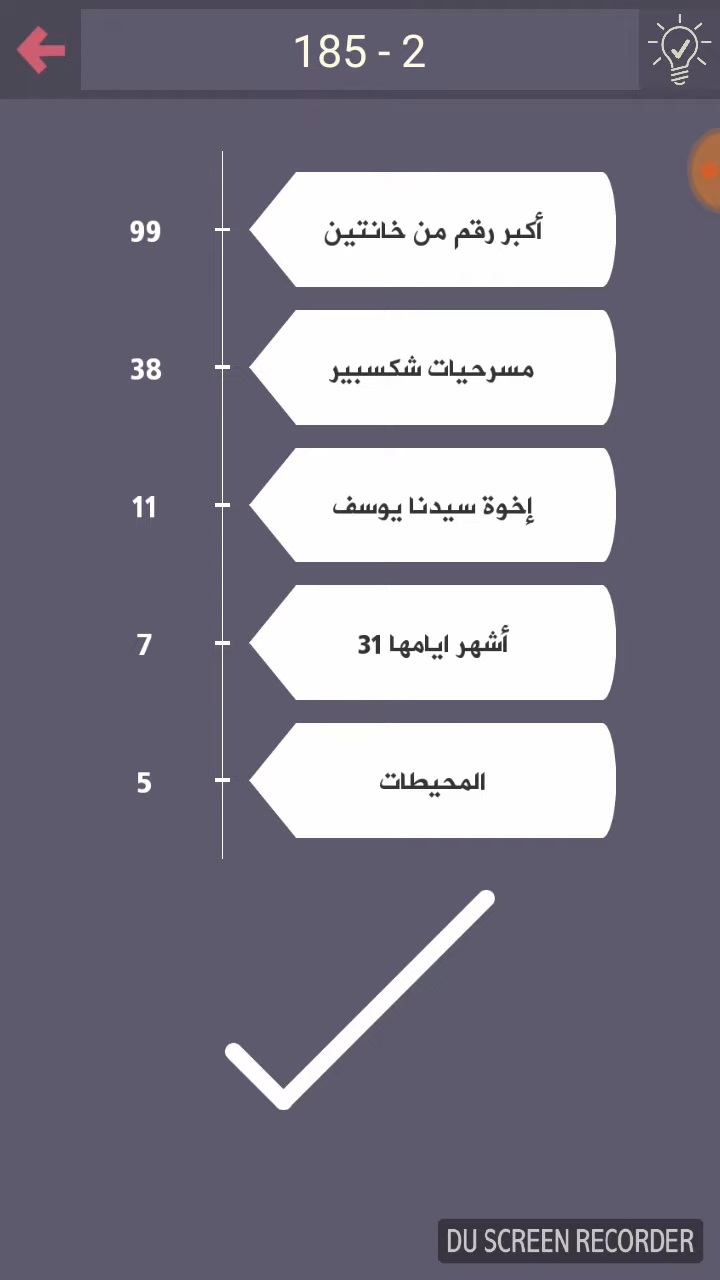 185 - 2
99
أكبر رقم من خانتين
38
مسرحيات شكسبير
11
إخوة سيدنا يوسف
7
أشهر ايامها 31
5
المحيطات
DU SCREEN RECORDER